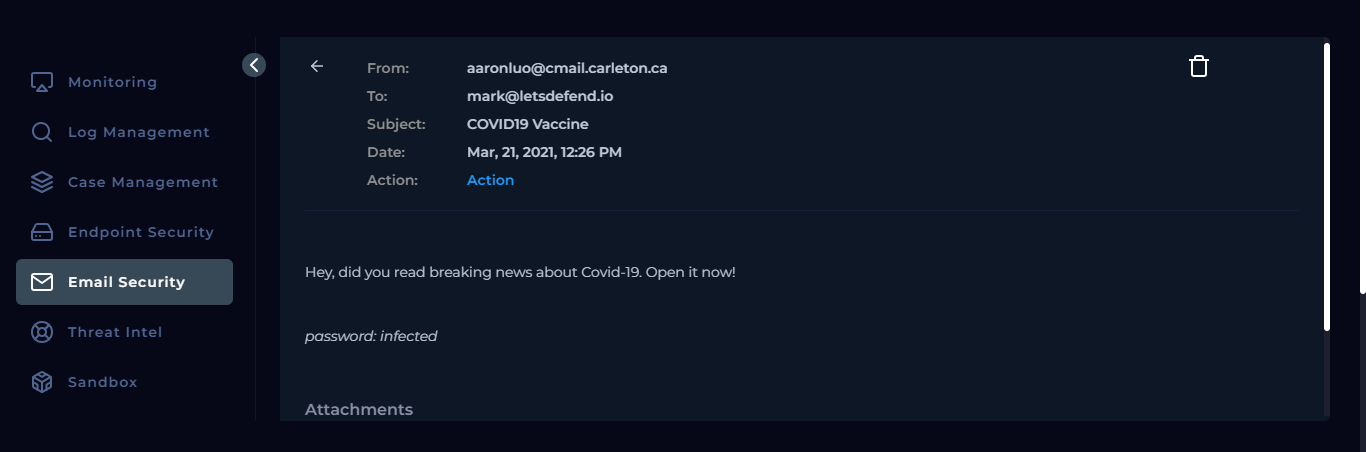 Monitoring
Log Management
Case Management
Endpoint Security
Email Security
Threat Intel
Sandbox
From: aaronluo@cmail.carleton.ca
To: mark@letsdefend.io
Subject: COVID19 Vaccine
Date: Mar, 21, 2021, 12:26 PM
Action: Action
Hey, did you read breaking news about Covid-19. Open it now!
password: infected
Attachments